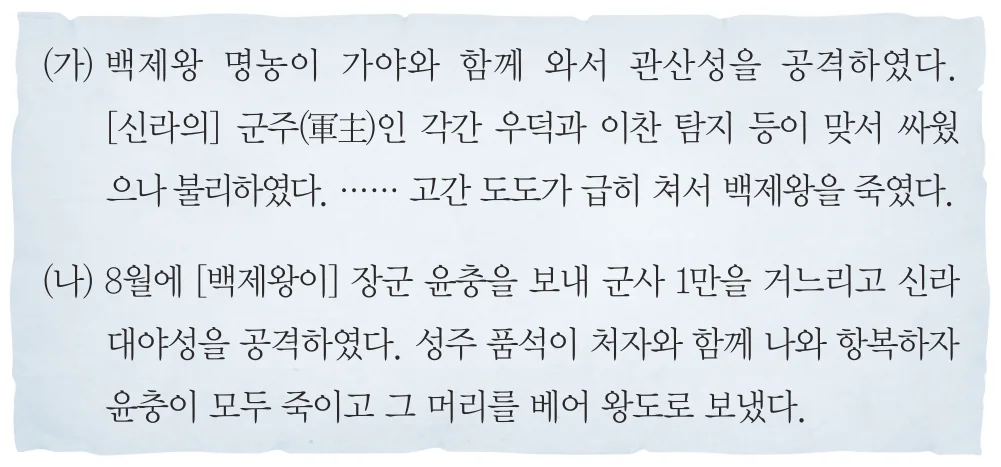 (가) 백제왕 명농이 가야와 함께 와서 관산성을 공격하였다.
[신라의] 군주(軍主)인 각간 우덕과 이찬 탐지 등이 맞서 싸웠
으나 불리하였다. …… 고간 도도가 급히 쳐서 백제왕을 죽였다.
(나) 8월에 [백제왕이] 장군 윤충을 보내 군사 1만을 거느리고 신라
대야성을 공격하였다. 성주 품석이 처자와 함께 나와 항복하자
윤충이 모두 죽이고 그 머리를 베어 왕도로 보냈다.